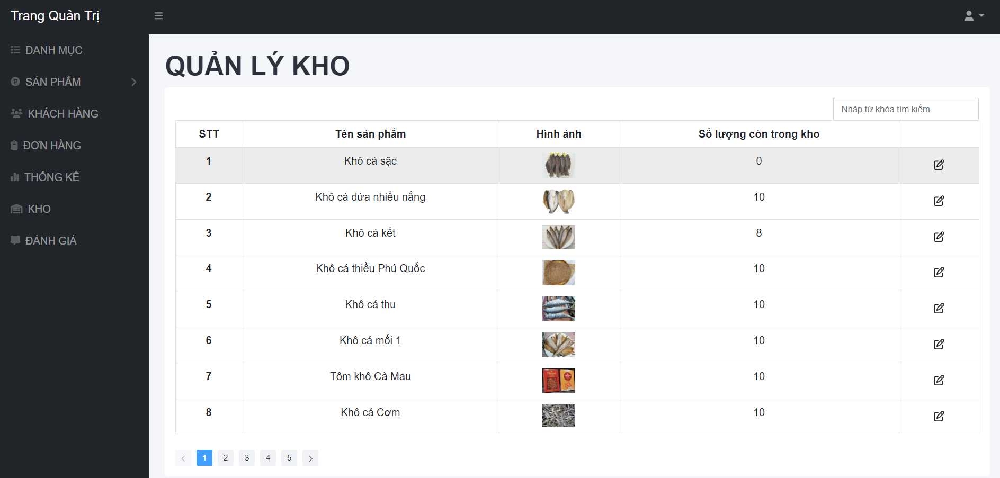 Trang Quản Trị
DANH MỤC
SẢN PHẨM
KHÁCH HÀNG
ĐƠN HÀNG
THỐNG KÊ
KHO
ĐÁNH GIÁ
QUẢN LÝ KHO
Nhập từ khóa tìm kiếm
STT Tên sản phẩm Hình ảnh Số lượng còn trong kho
1 Khô cá sặc 0
2 Khô cá dứa nhiều nắng 10
3 Khô cá kết 8
4 Khô cá thiều Phú Quốc 10
5 Khô cá thu 10
6 Khô cá mối 1 10
7 Tôm khô Cà Mau 10
8 Khô cá Cơm 10
1 2 3 4 5